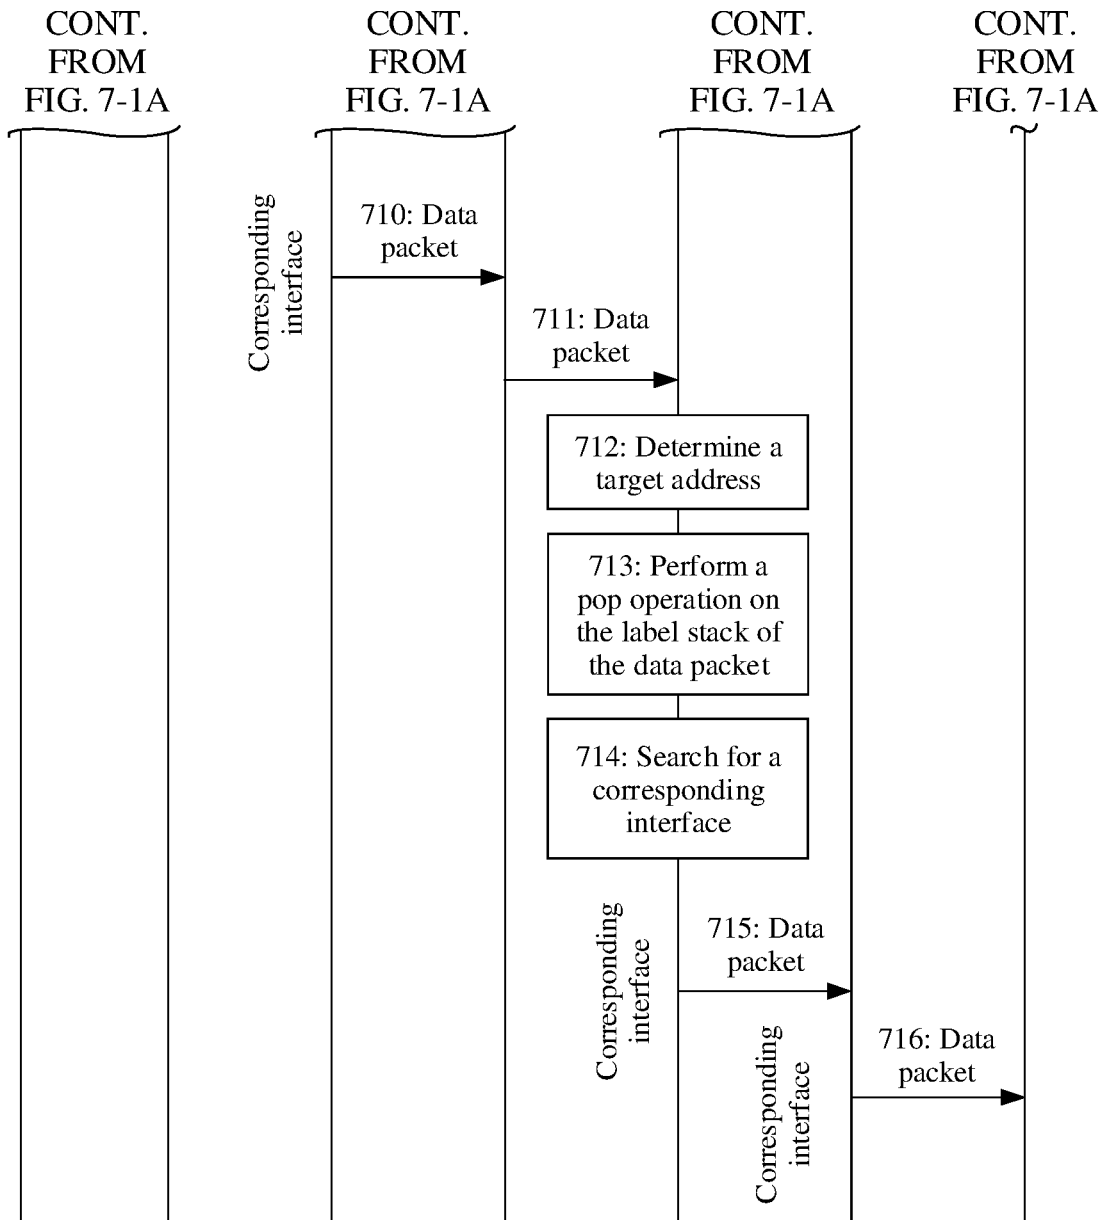 CONT.
FROM
FIG. 7-1A
CONT.
FROM
FIG. 7-1A
CONT.
FROM
FIG. 7-1A
CONT.
FROM
FIG. 7-1A
Corresponding
interface
710: Data
packet
711: Data
packet
712: Determine a
target address
713: Perform a
pop operation on
the label stack of
the data packet
714: Search for a
corresponding
interface
Corresponding
interface
715: Data
packet
Corresponding
interface
716: Data
packet